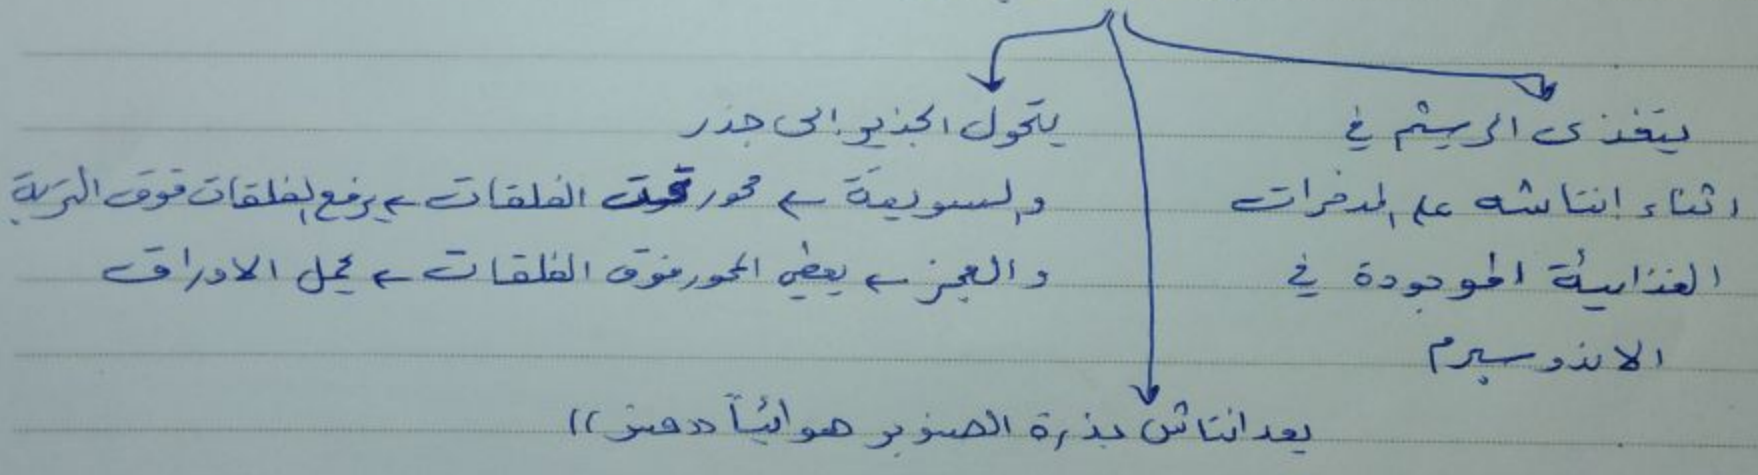 يتغذى الرشيم في
اثناء انتاشه على المدخرات
الغذائية الموجودة في
الاندوسبرم
يتحول الجذير الى جذر
والسويقة ← محور تحت الفلقات ← يرفع الفلقات فوق التربة
والعجز ← يعطي المحور فوق الفلقات ← يحمل الاوراق
يعد انتاش بذرة الصنوبر هوائياً ((